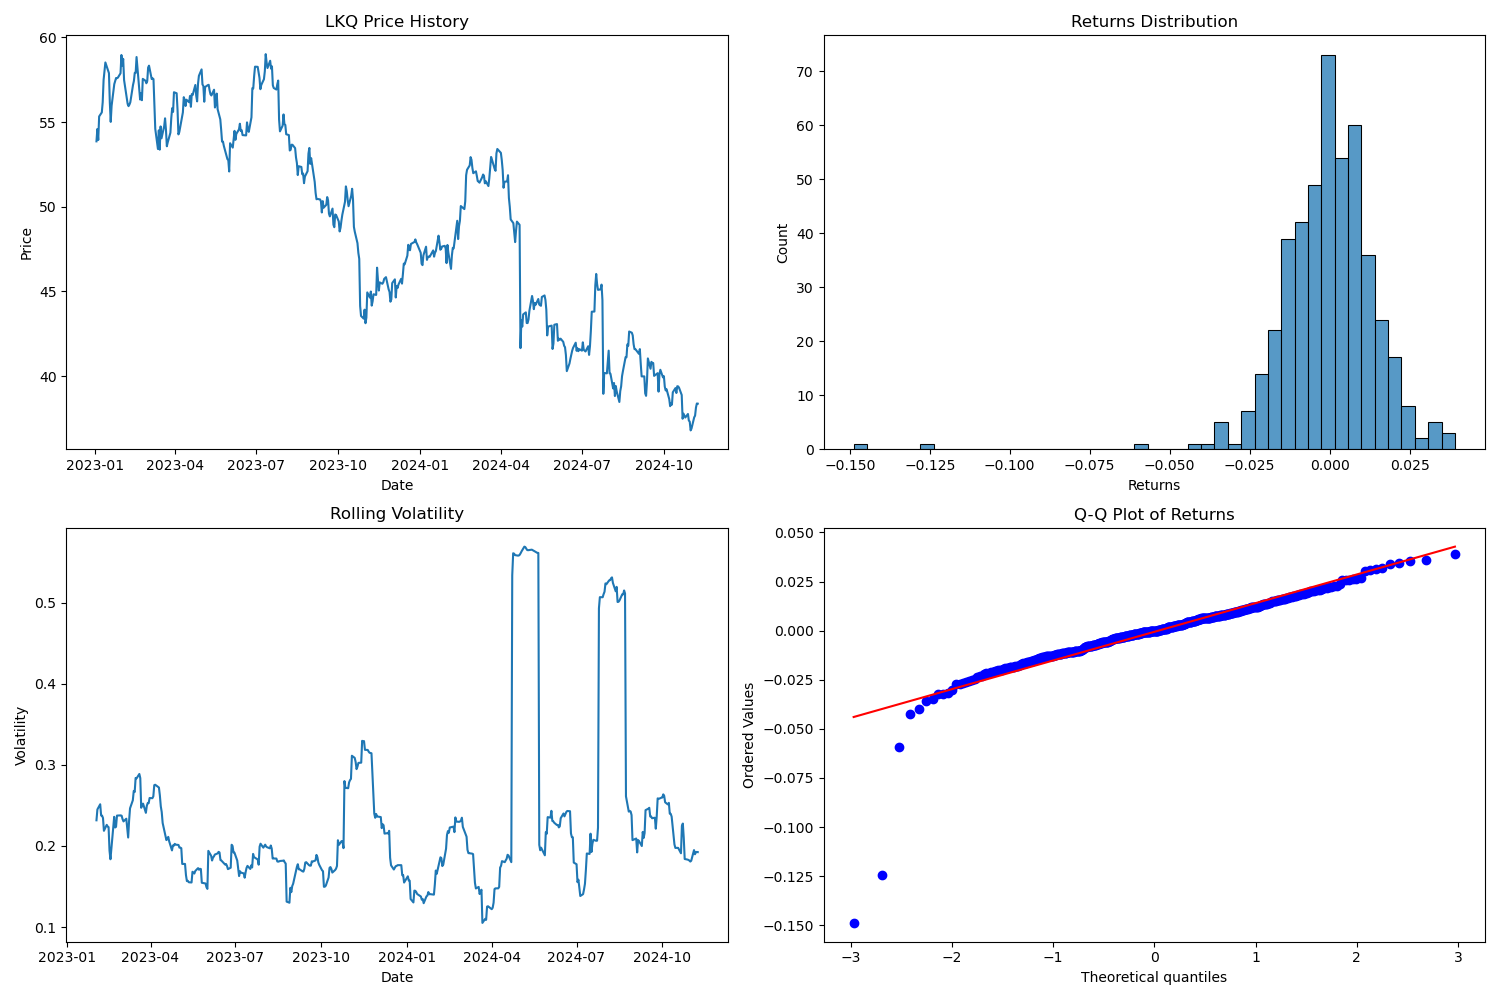 LKQ Price History
60
55
50
45
40
Price
2023-01 2023-04 2023-07 2023-10 2024-01 2024-04 2024-07 2024-10
Date
Returns Distribution
70
60
50
40
30
20
10
0
Count
−0.150 −0.125 −0.100 −0.075 −0.050 −0.025 0.000 0.025
Returns
Rolling Volatility
0.5
0.4
0.3
0.2
0.1
Volatility
2023-01 2023-04 2023-07 2023-10 2024-01 2024-04 2024-07 2024-10
Date
Q-Q Plot of Returns
0.050
0.025
0.000
−0.025
−0.050
−0.075
−0.100
−0.125
−0.150
Ordered Values
−3 −2 −1 0 1 2 3
Theoretical quantiles